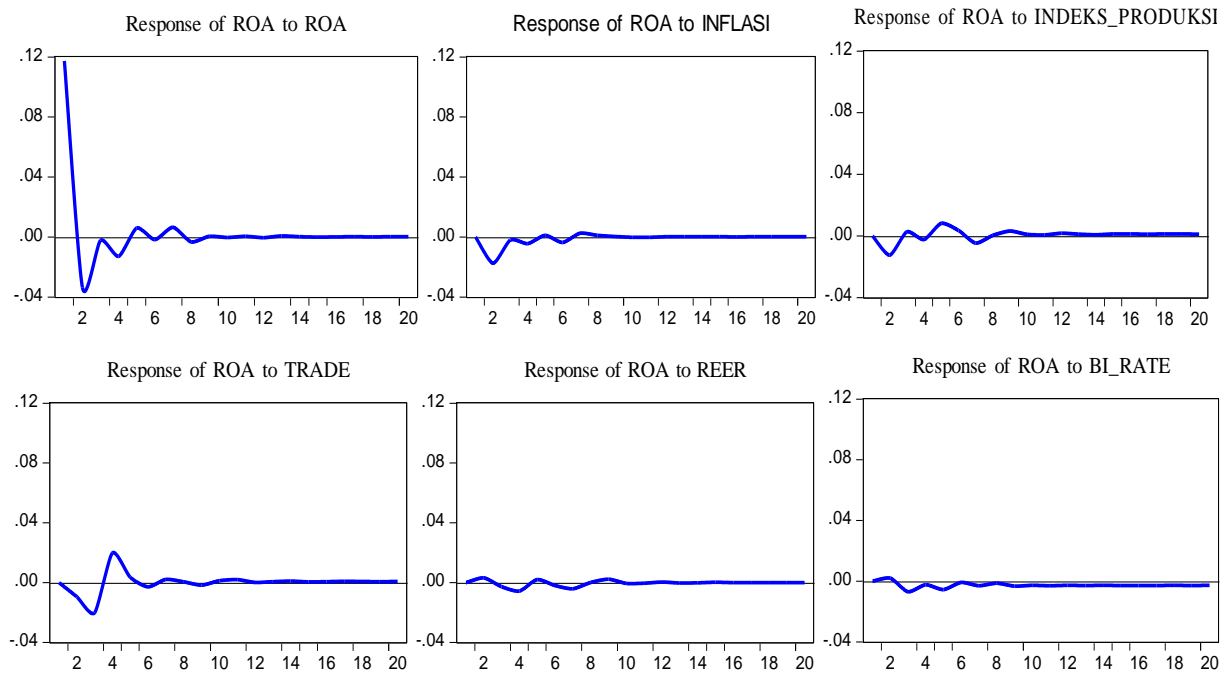 Response of ROA to ROA
.12
.08
.04
.00
-.04
2 4 6 8 10 12 14 16 18 20
Response of ROA to INFLASI
.12
.08
.04
.00
-.04
2 4 6 8 10 12 14 16 18 20
Response of ROA to INDEKS_PRODUKSI
.12
.08
.04
.00
-.04
2 4 6 8 10 12 14 16 18 20
Response of ROA to TRADE
.12
.08
.04
.00
-.04
2 4 6 8 10 12 14 16 18 20
Response of ROA to REER
.12
.08
.04
.00
-.04
2 4 6 8 10 12 14 16 18 20
Response of ROA to BI_RATE
.12
.08
.04
.00
-.04
2 4 6 8 10 12 14 16 18 20